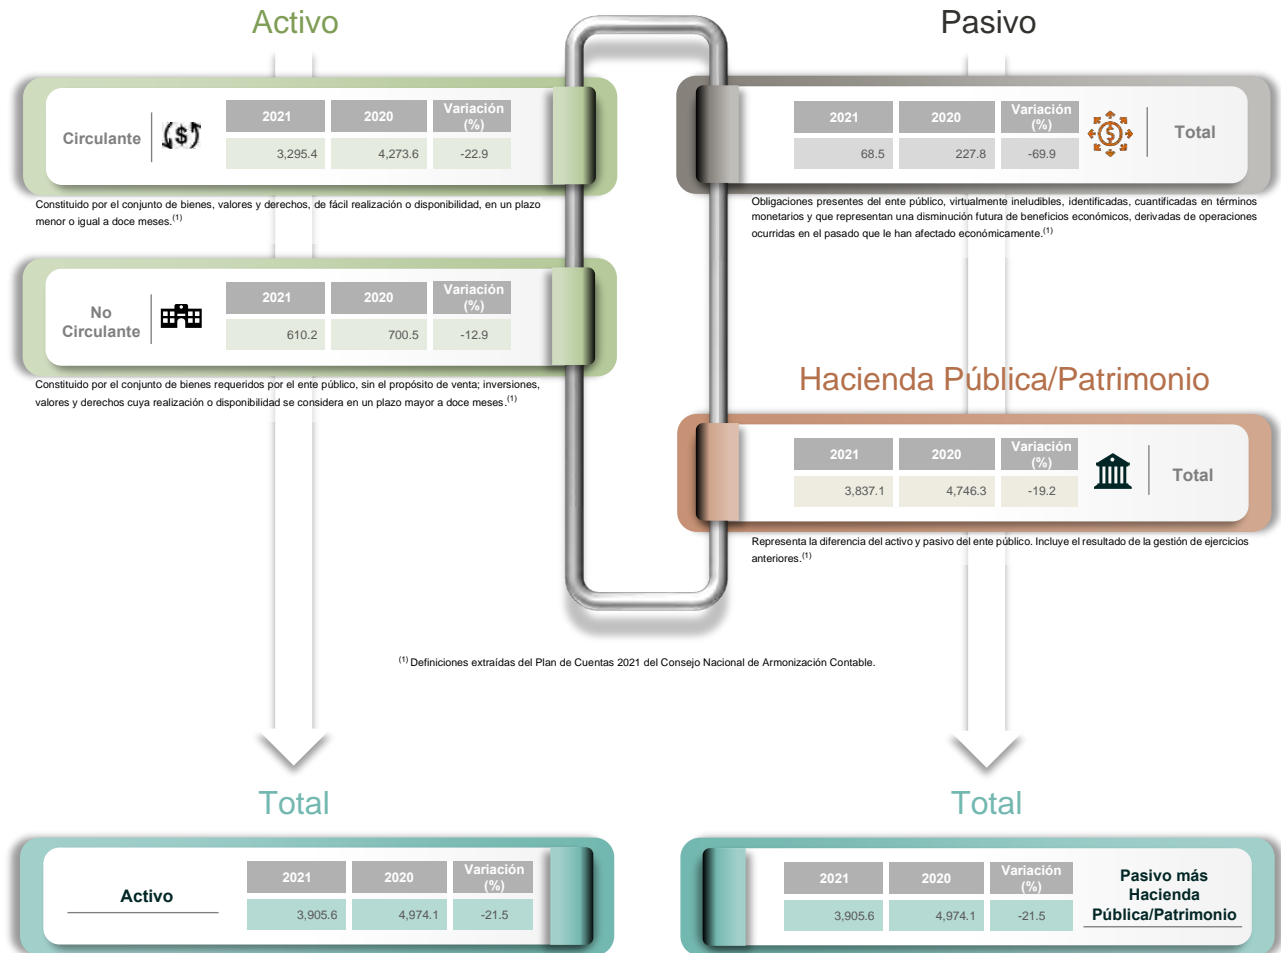 Activo
Circulante
2021 2020 Variación
(%)
3,295.4 4,273.6 -22.9
Constituido por el conjunto de bienes, valores y derechos, de fácil realización o disponibilidad, en un plazo
menor o igual a doce meses.(1)
No
Circulante
2021 2020 Variación
(%)
610.2 700.5 -12.9
Constituido por el conjunto de bienes requeridos por el ente público, sin el propósito de venta; inversiones,
valores y derechos cuya realización o disponibilidad se considera en un plazo mayor a doce meses.(1)
Pasivo
2021 2020 Variación
(%)
68.5 227.8 -69.9
Total
Obligaciones presentes del ente público, virtualmente ineludibles, identificadas, cuantificadas en términos
monetarios y que representan una disminución futura de beneficios económicos, derivadas de operaciones
ocurridas en el pasado que le han afectado económicamente.(1)
Hacienda Pública/Patrimonio
2021 2020 Variación
(%)
3,837.1 4,746.3 -19.2
Total
Representa la diferencia del activo y pasivo del ente público. Incluye el resultado de la gestión de ejercicios
anteriores.(1)
(1) Definiciones extraídas del Plan de Cuentas 2021 del Consejo Nacional de Armonización Contable.
Total
Activo
2021 2020 Variación
(%)
3,905.6 4,974.1 -21.5
Total
2021 2020 Variación
(%)
3,905.6 4,974.1 -21.5
Pasivo más
Hacienda
Pública/Patrimonio